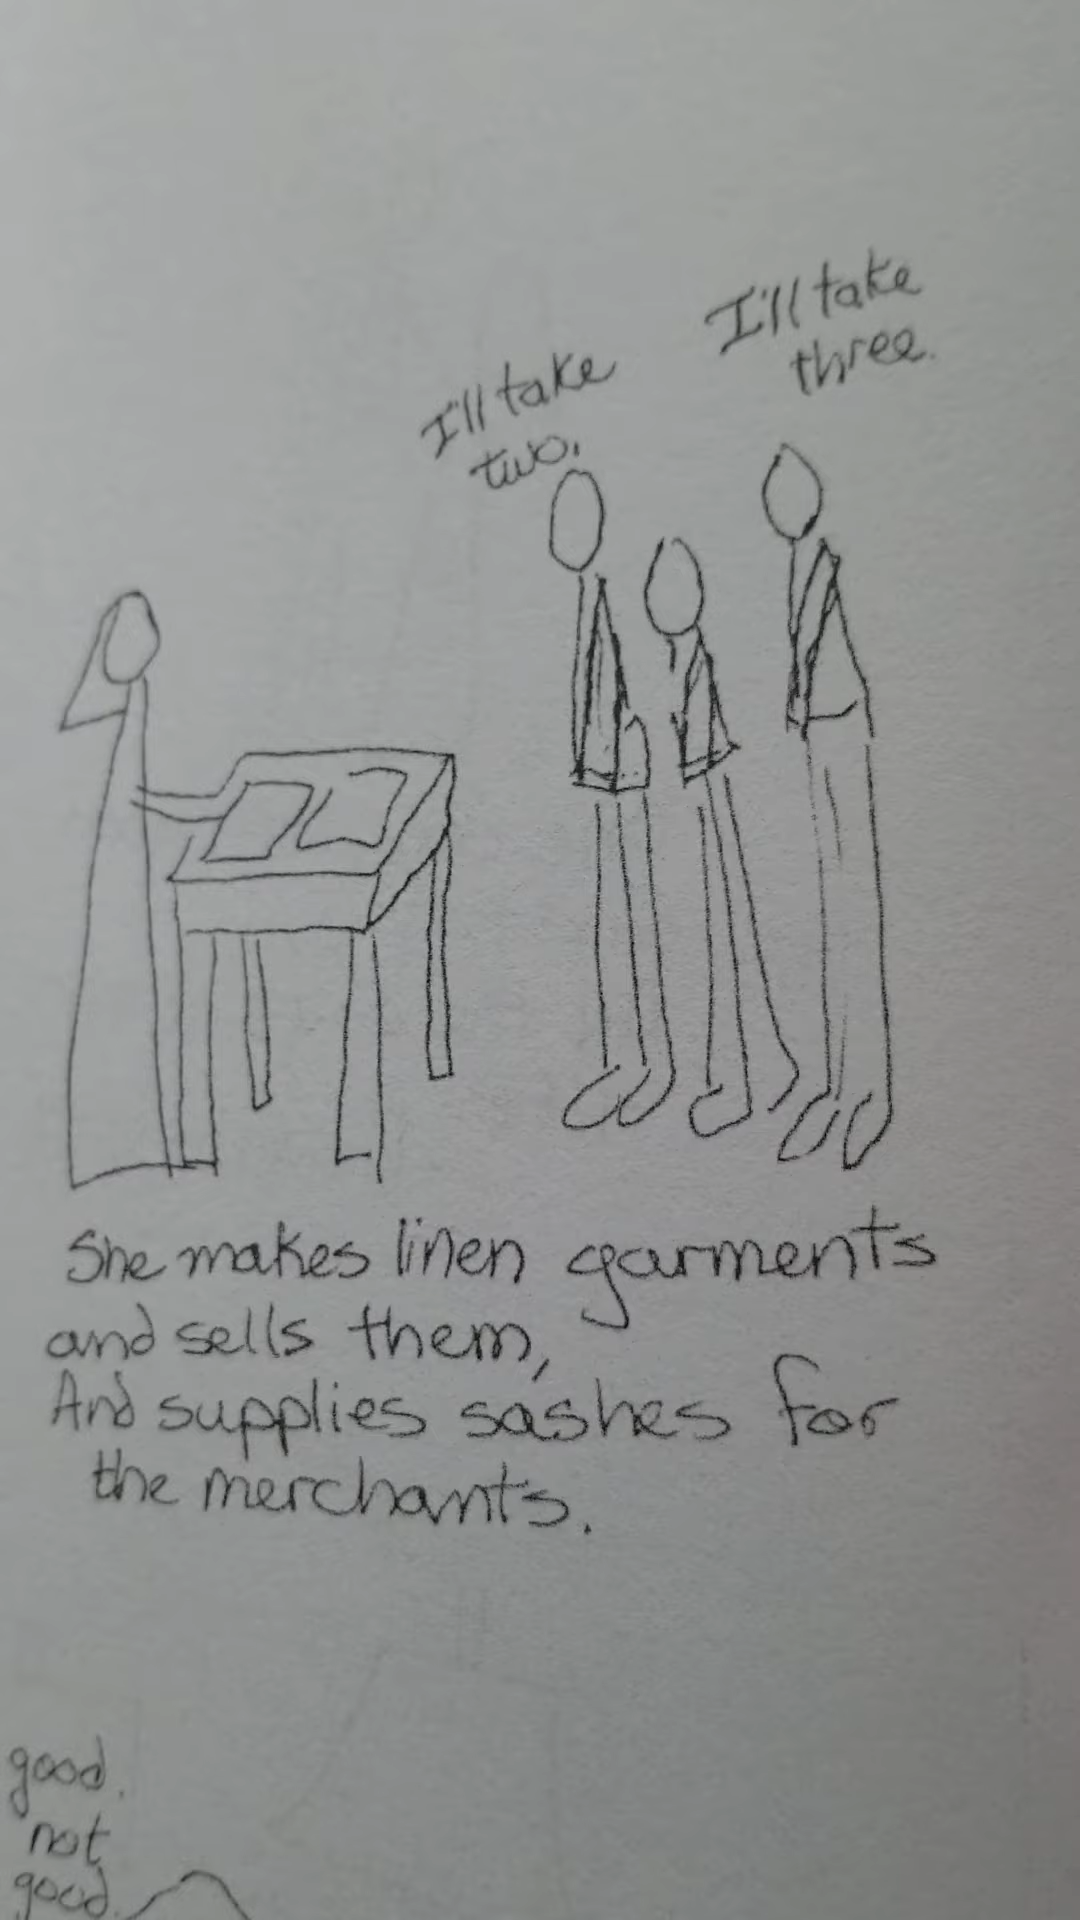 I'll take
three.
I'll take
two.
She makes linen garments
and sells them,
And supplies sashes for
the merchants.
good.
not
good.